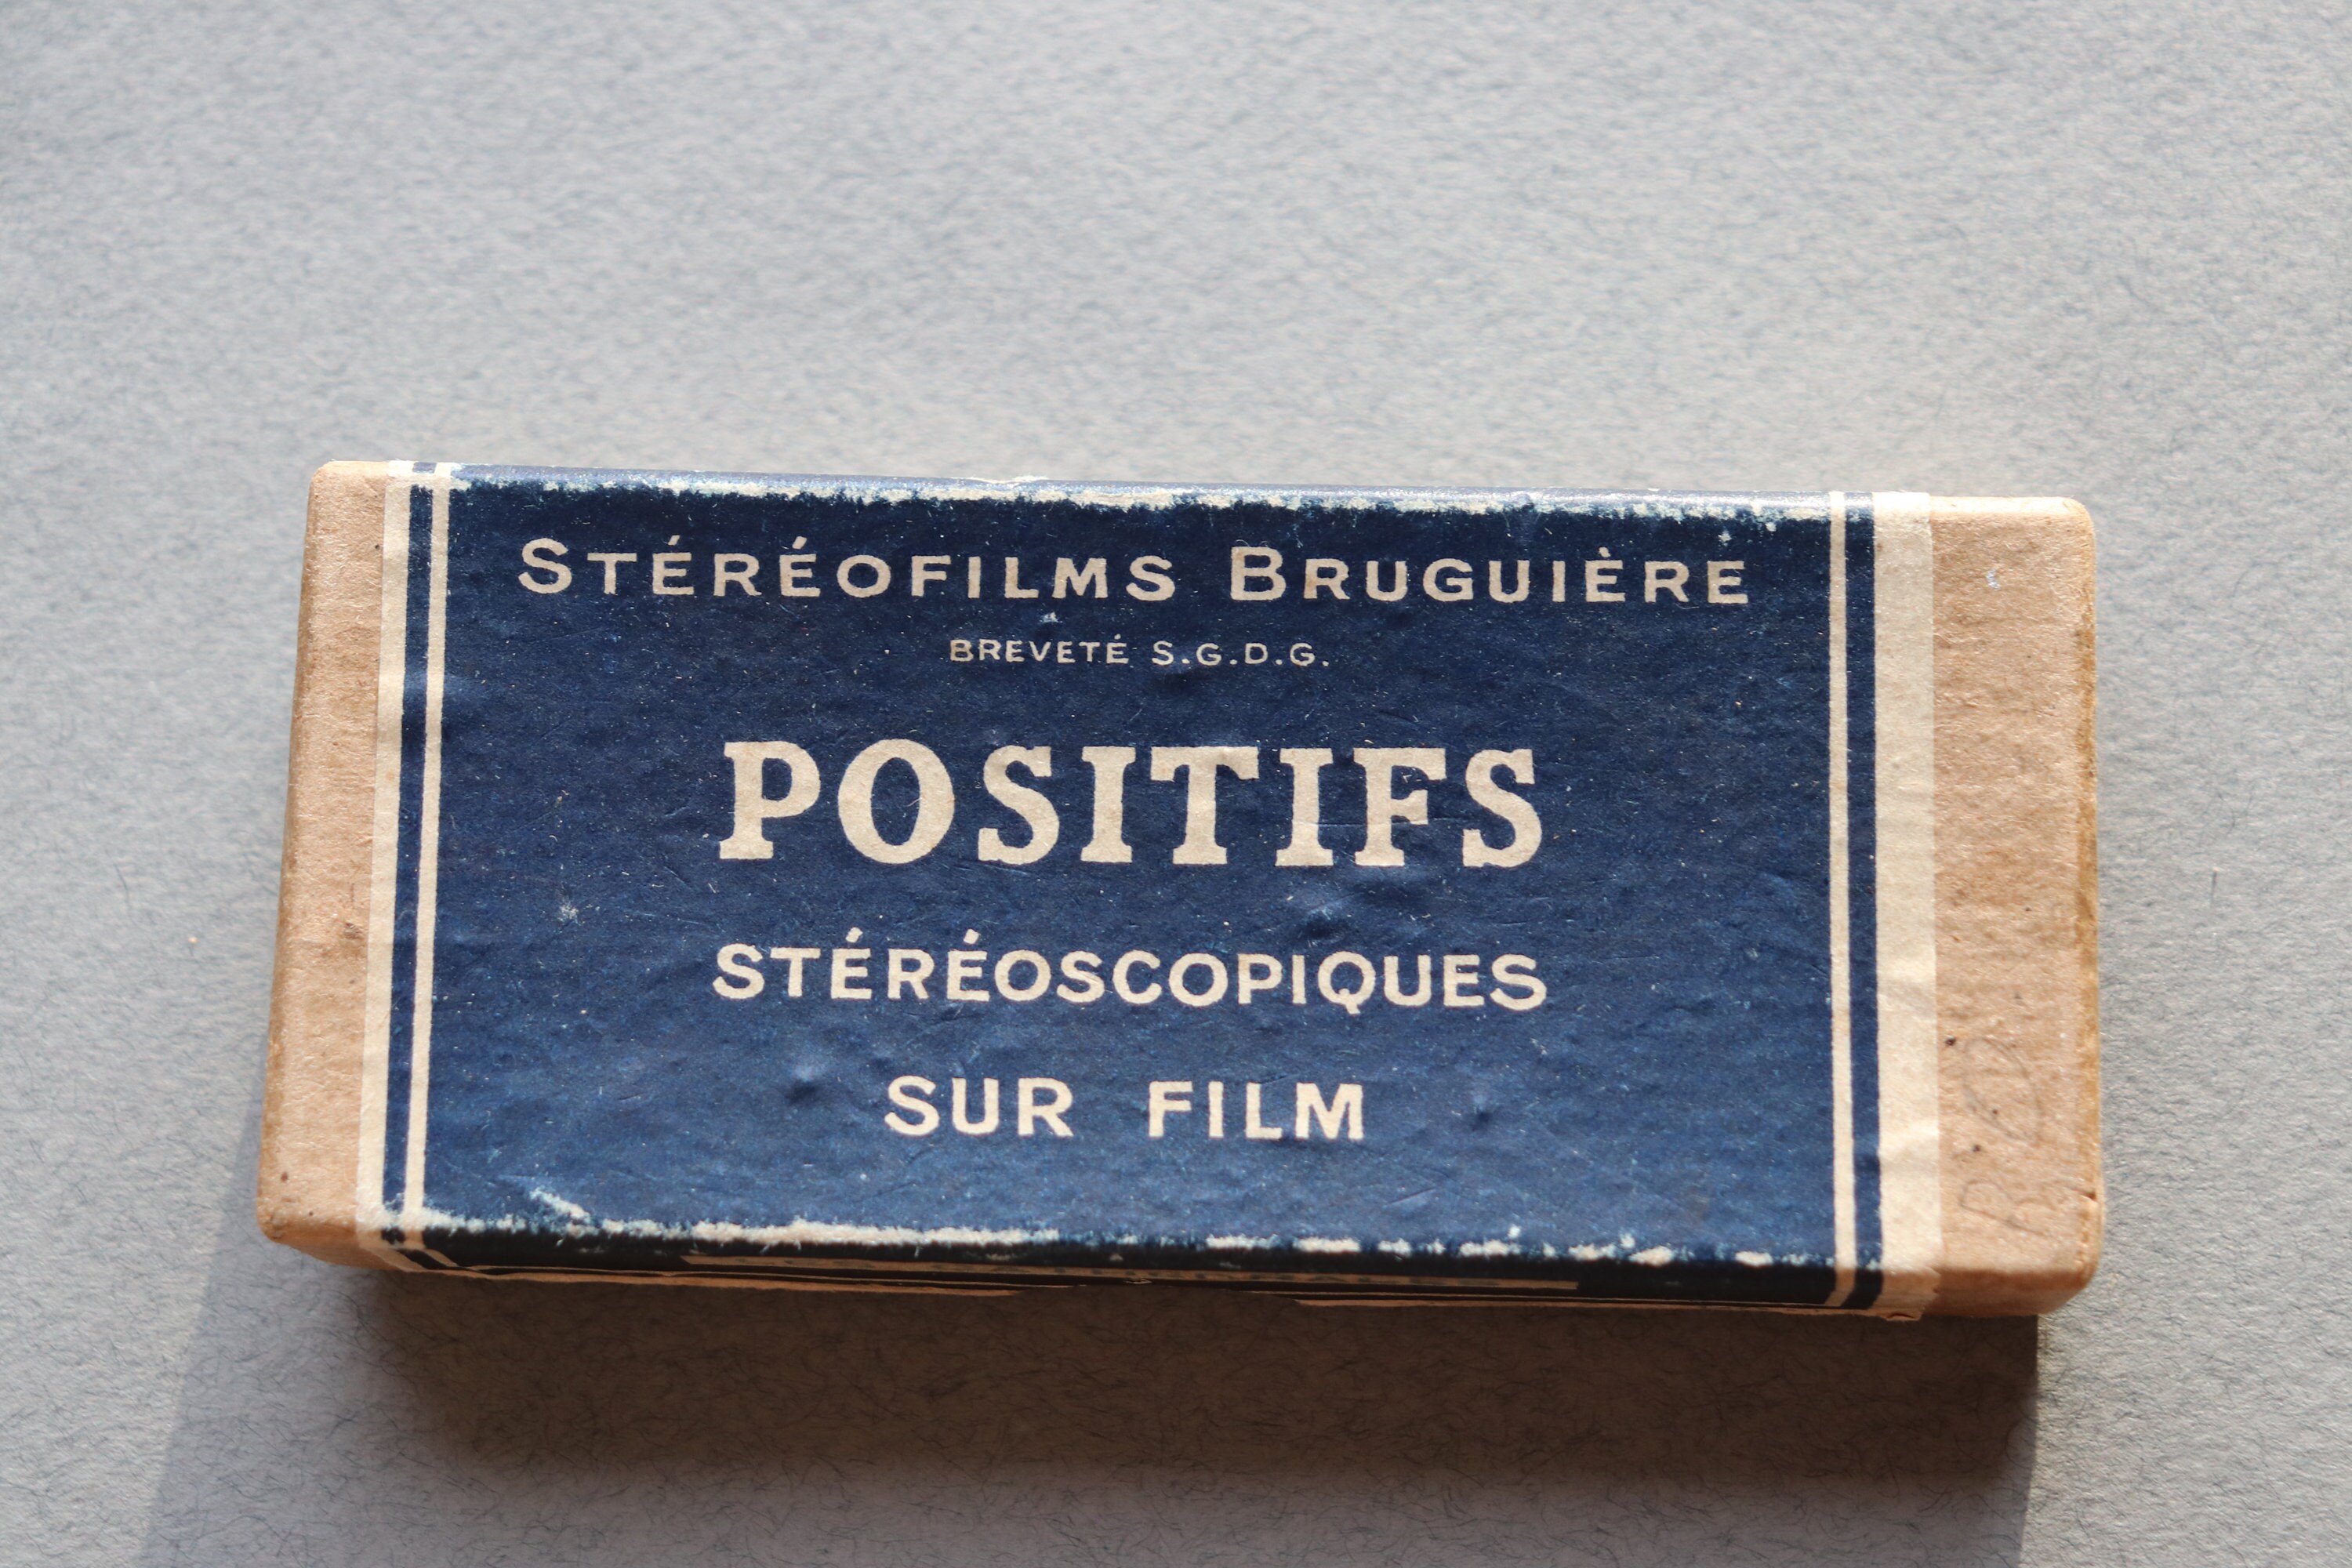 STÉRÉOFILMS BRUGUIÈRE
BREVETÉ S.G.D.G.
POSITIFS
STÉRÉOSCOPIQUES
SUR FILM